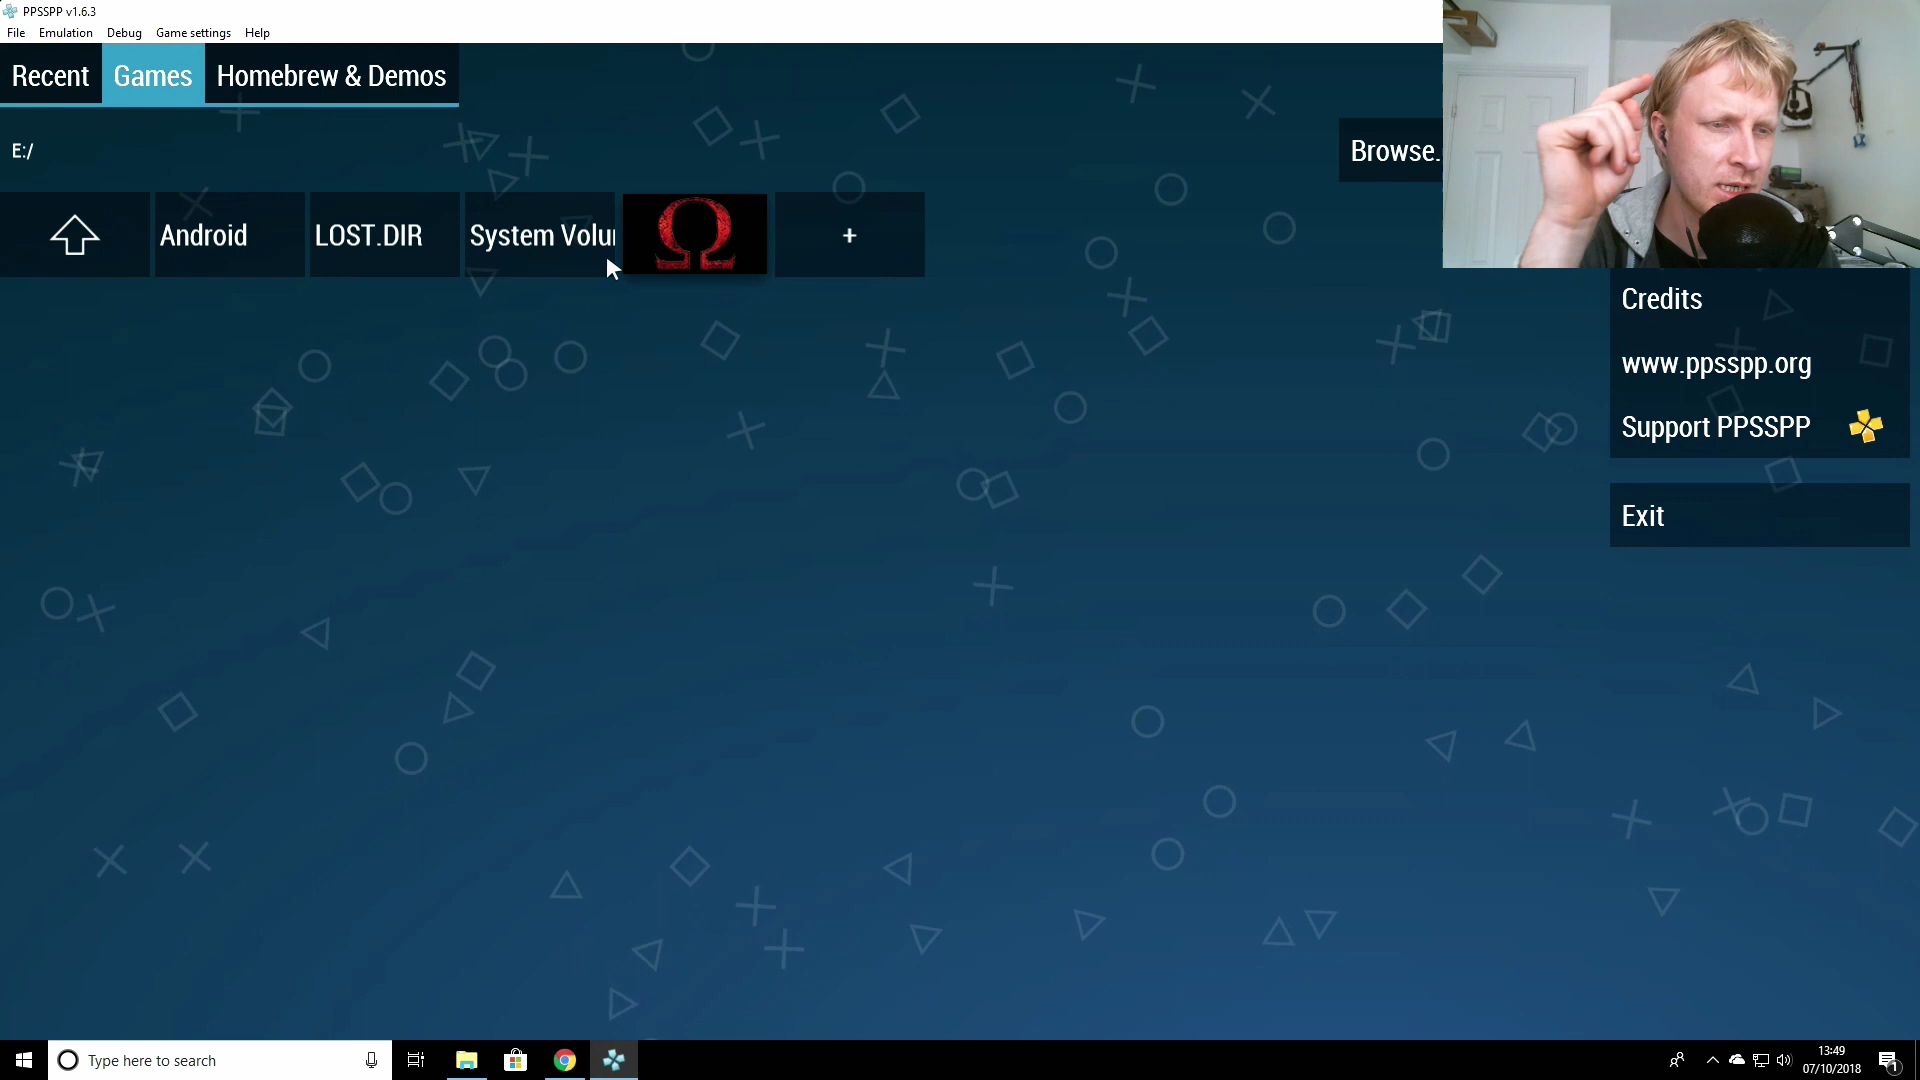 PPSSPP v1.6.3
File Emulation Debug Game settings Help
Recent Games Homebrew & Demos
E:/
Browse.
Android LOST.DIR System Volu +
Credits
www.ppsspp.org
Support PPSSPP
Exit
Type here to search
13:49
07/10/2018
1